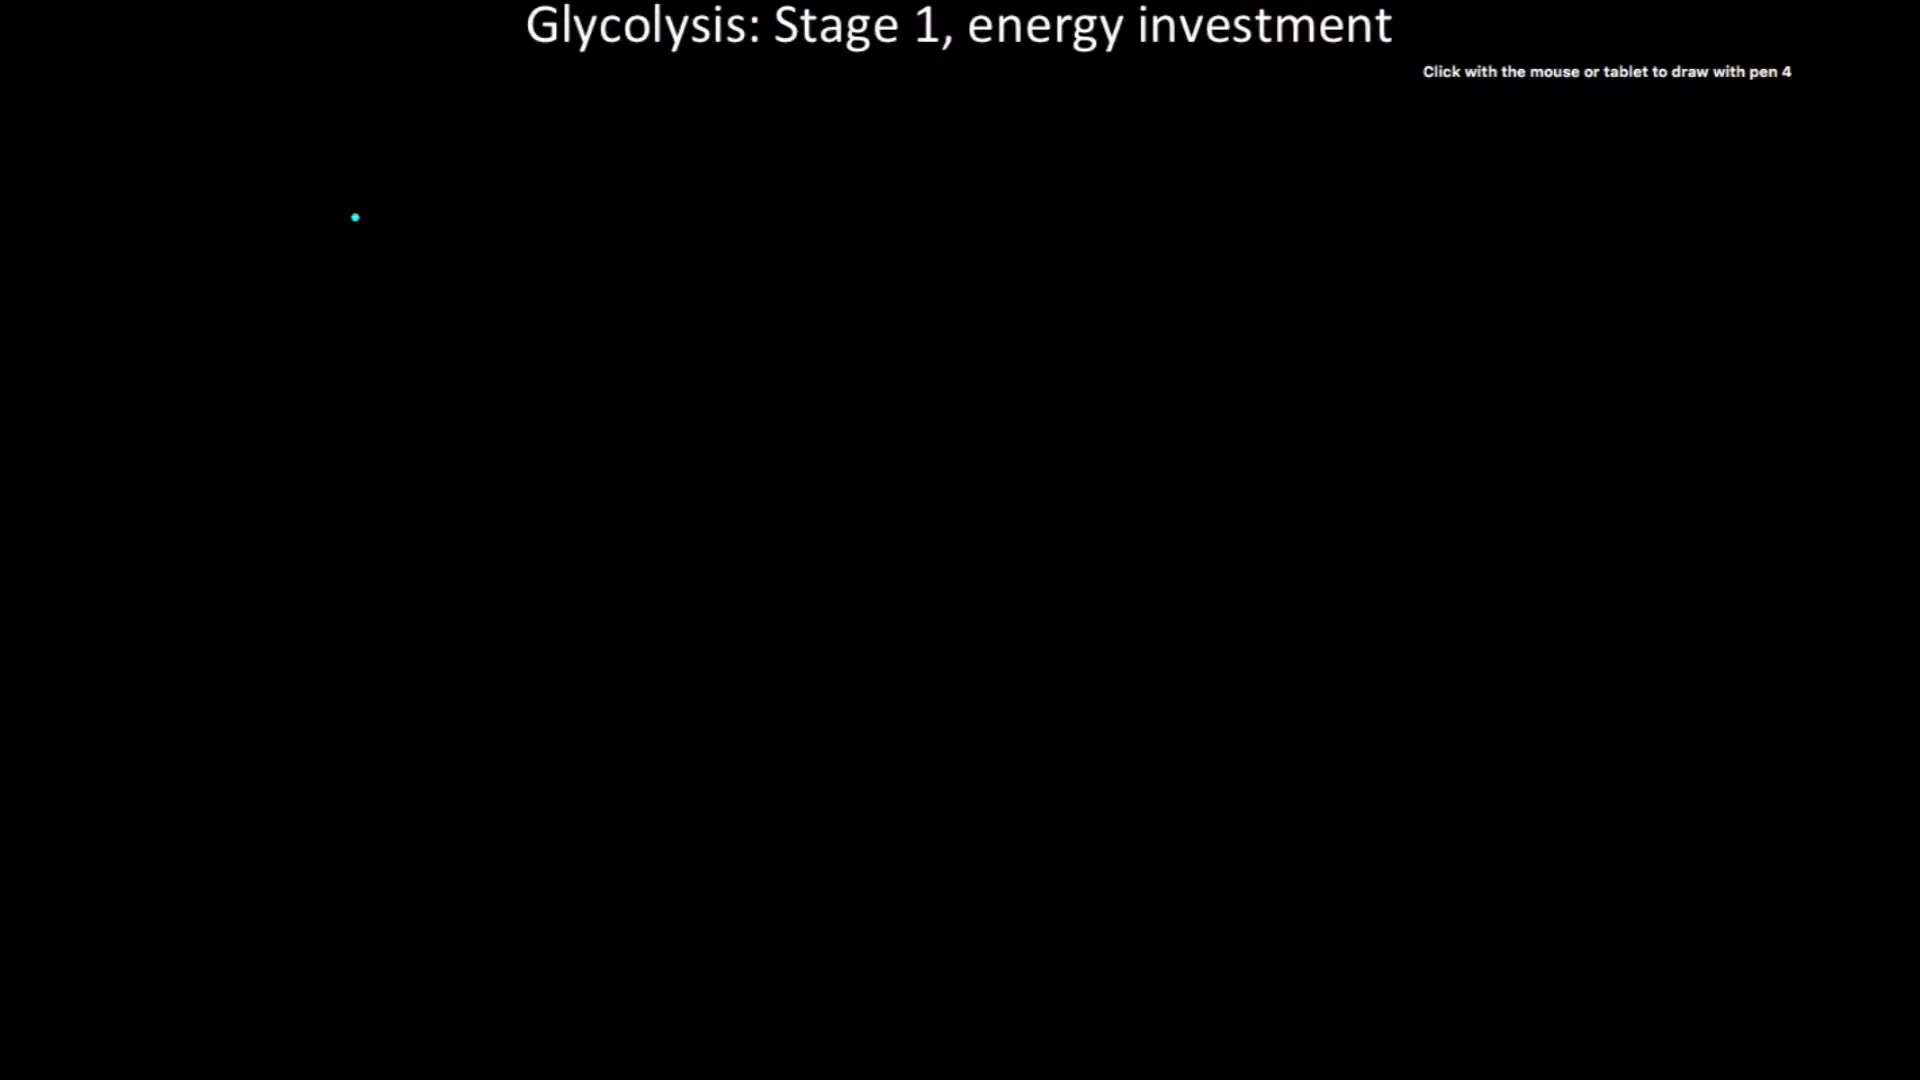 Glycolysis: Stage 1, energy investment
Click with the mouse or tablet to draw with pen 4